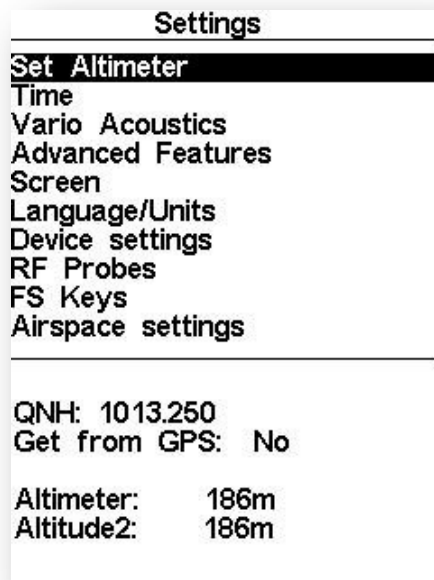 Settings
Set Altimeter
Time
Vario Acoustics
Advanced Features
Screen
Language/Units
Device settings
RF Probes
FS Keys
Airspace settings
QNH: 1013.250
Get from GPS: No
Altimeter: 186m
Altitude2: 186m